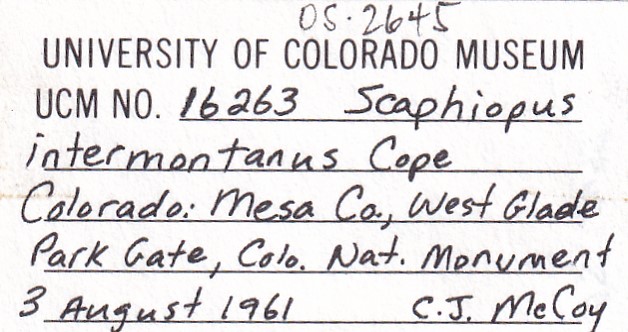 OS·2645
UNIVERSITY OF COLORADO MUSEUM
UCM NO. 16263 Scaphiopus
intermontanus Cope
Colorado: Mesa Co., West Glade
Park Gate, Colo. Nat. Monument
3 August 1961 C.J. McCoy